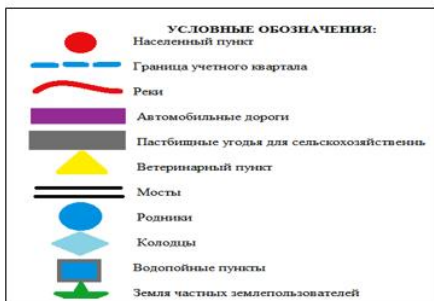 УСЛОВНЫЕ ОБОЗНАЧЕНИЯ:
Населенный пункт
Граница учетного квартала
Реки
Автомобильные дороги
Пастбищные угодья для сельскохозяйственнь
Ветеринарный пункт
Мосты
Родники
Колодцы
Водопойные пункты
Земля частных землепользователей